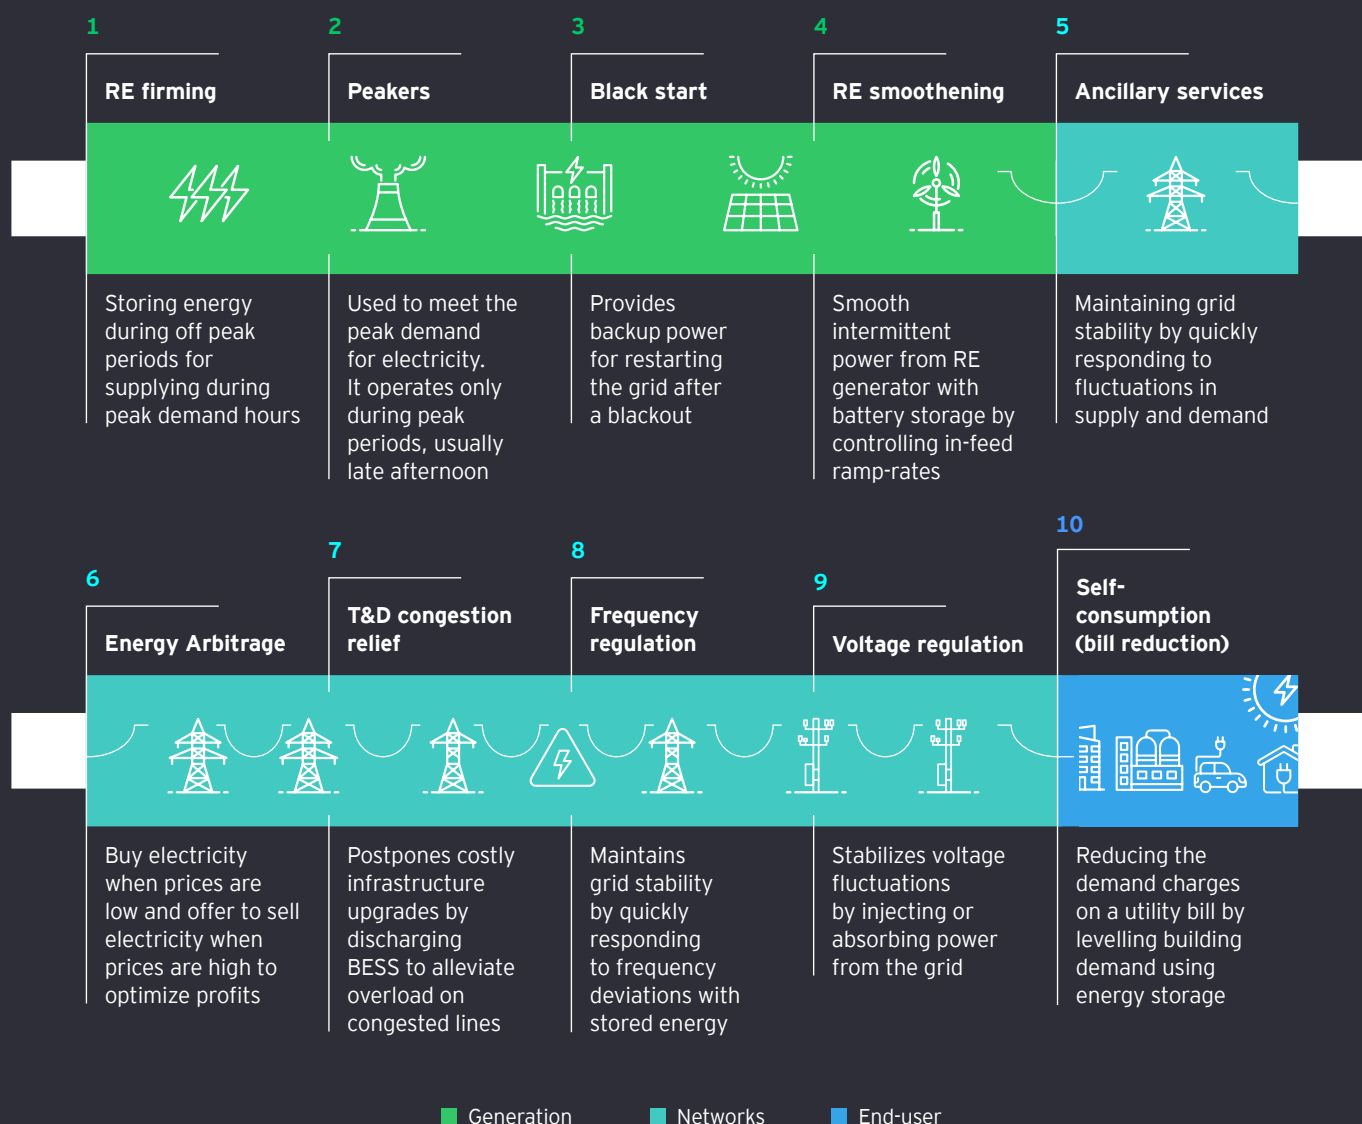 1
RE firming
Storing energy
during off peak
periods for
supplying during
peak demand hours
2
Peakers
Used to meet the
peak demand
for electricity.
It operates only
during peak
periods, usually
late afternoon
3
Black start
Provides
backup power
for restarting
the grid after
a blackout
4
RE smoothening
Smooth
intermittent
power from RE
generator with
battery storage by
controlling in-feed
ramp-rates
5
Ancillary services
Maintaining grid
stability by quickly
responding to
fluctuations in
supply and demand
6
Energy Arbitrage
Buy electricity
when prices are
low and offer to sell
electricity when
prices are high to
optimize profits
7
T&D congestion
relief
Postpones costly
infrastructure
upgrades by
discharging
BESS to alleviate
overload on
congested lines
8
Frequency
regulation
Maintains
grid stability
by quickly
responding
to frequency
deviations with
stored energy
9
Voltage regulation
Stabilizes voltage
fluctuations
by injecting or
absorbing power
from the grid
10
Self-
consumption
(bill reduction)
Reducing the
demand charges
on a utility bill by
levelling building
demand using
energy storage
Generation
Networks
End-user